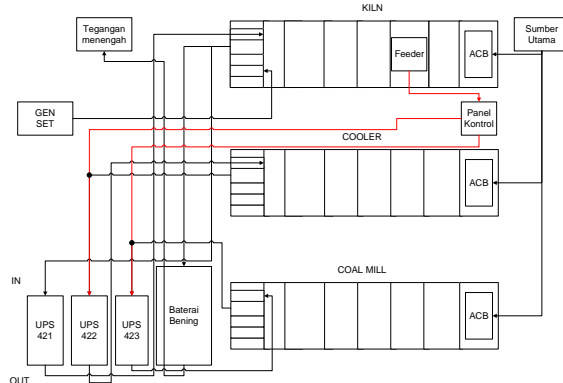 KILN
Tegangan
menengah
Sumber
Utama
Feeder
ACB
GEN
SET
Panel
Kontrol
COOLER
ACB
COAL MILL
IN
Baterai
Bening
UPS
421
UPS
422
UPS
423
ACB
OUT